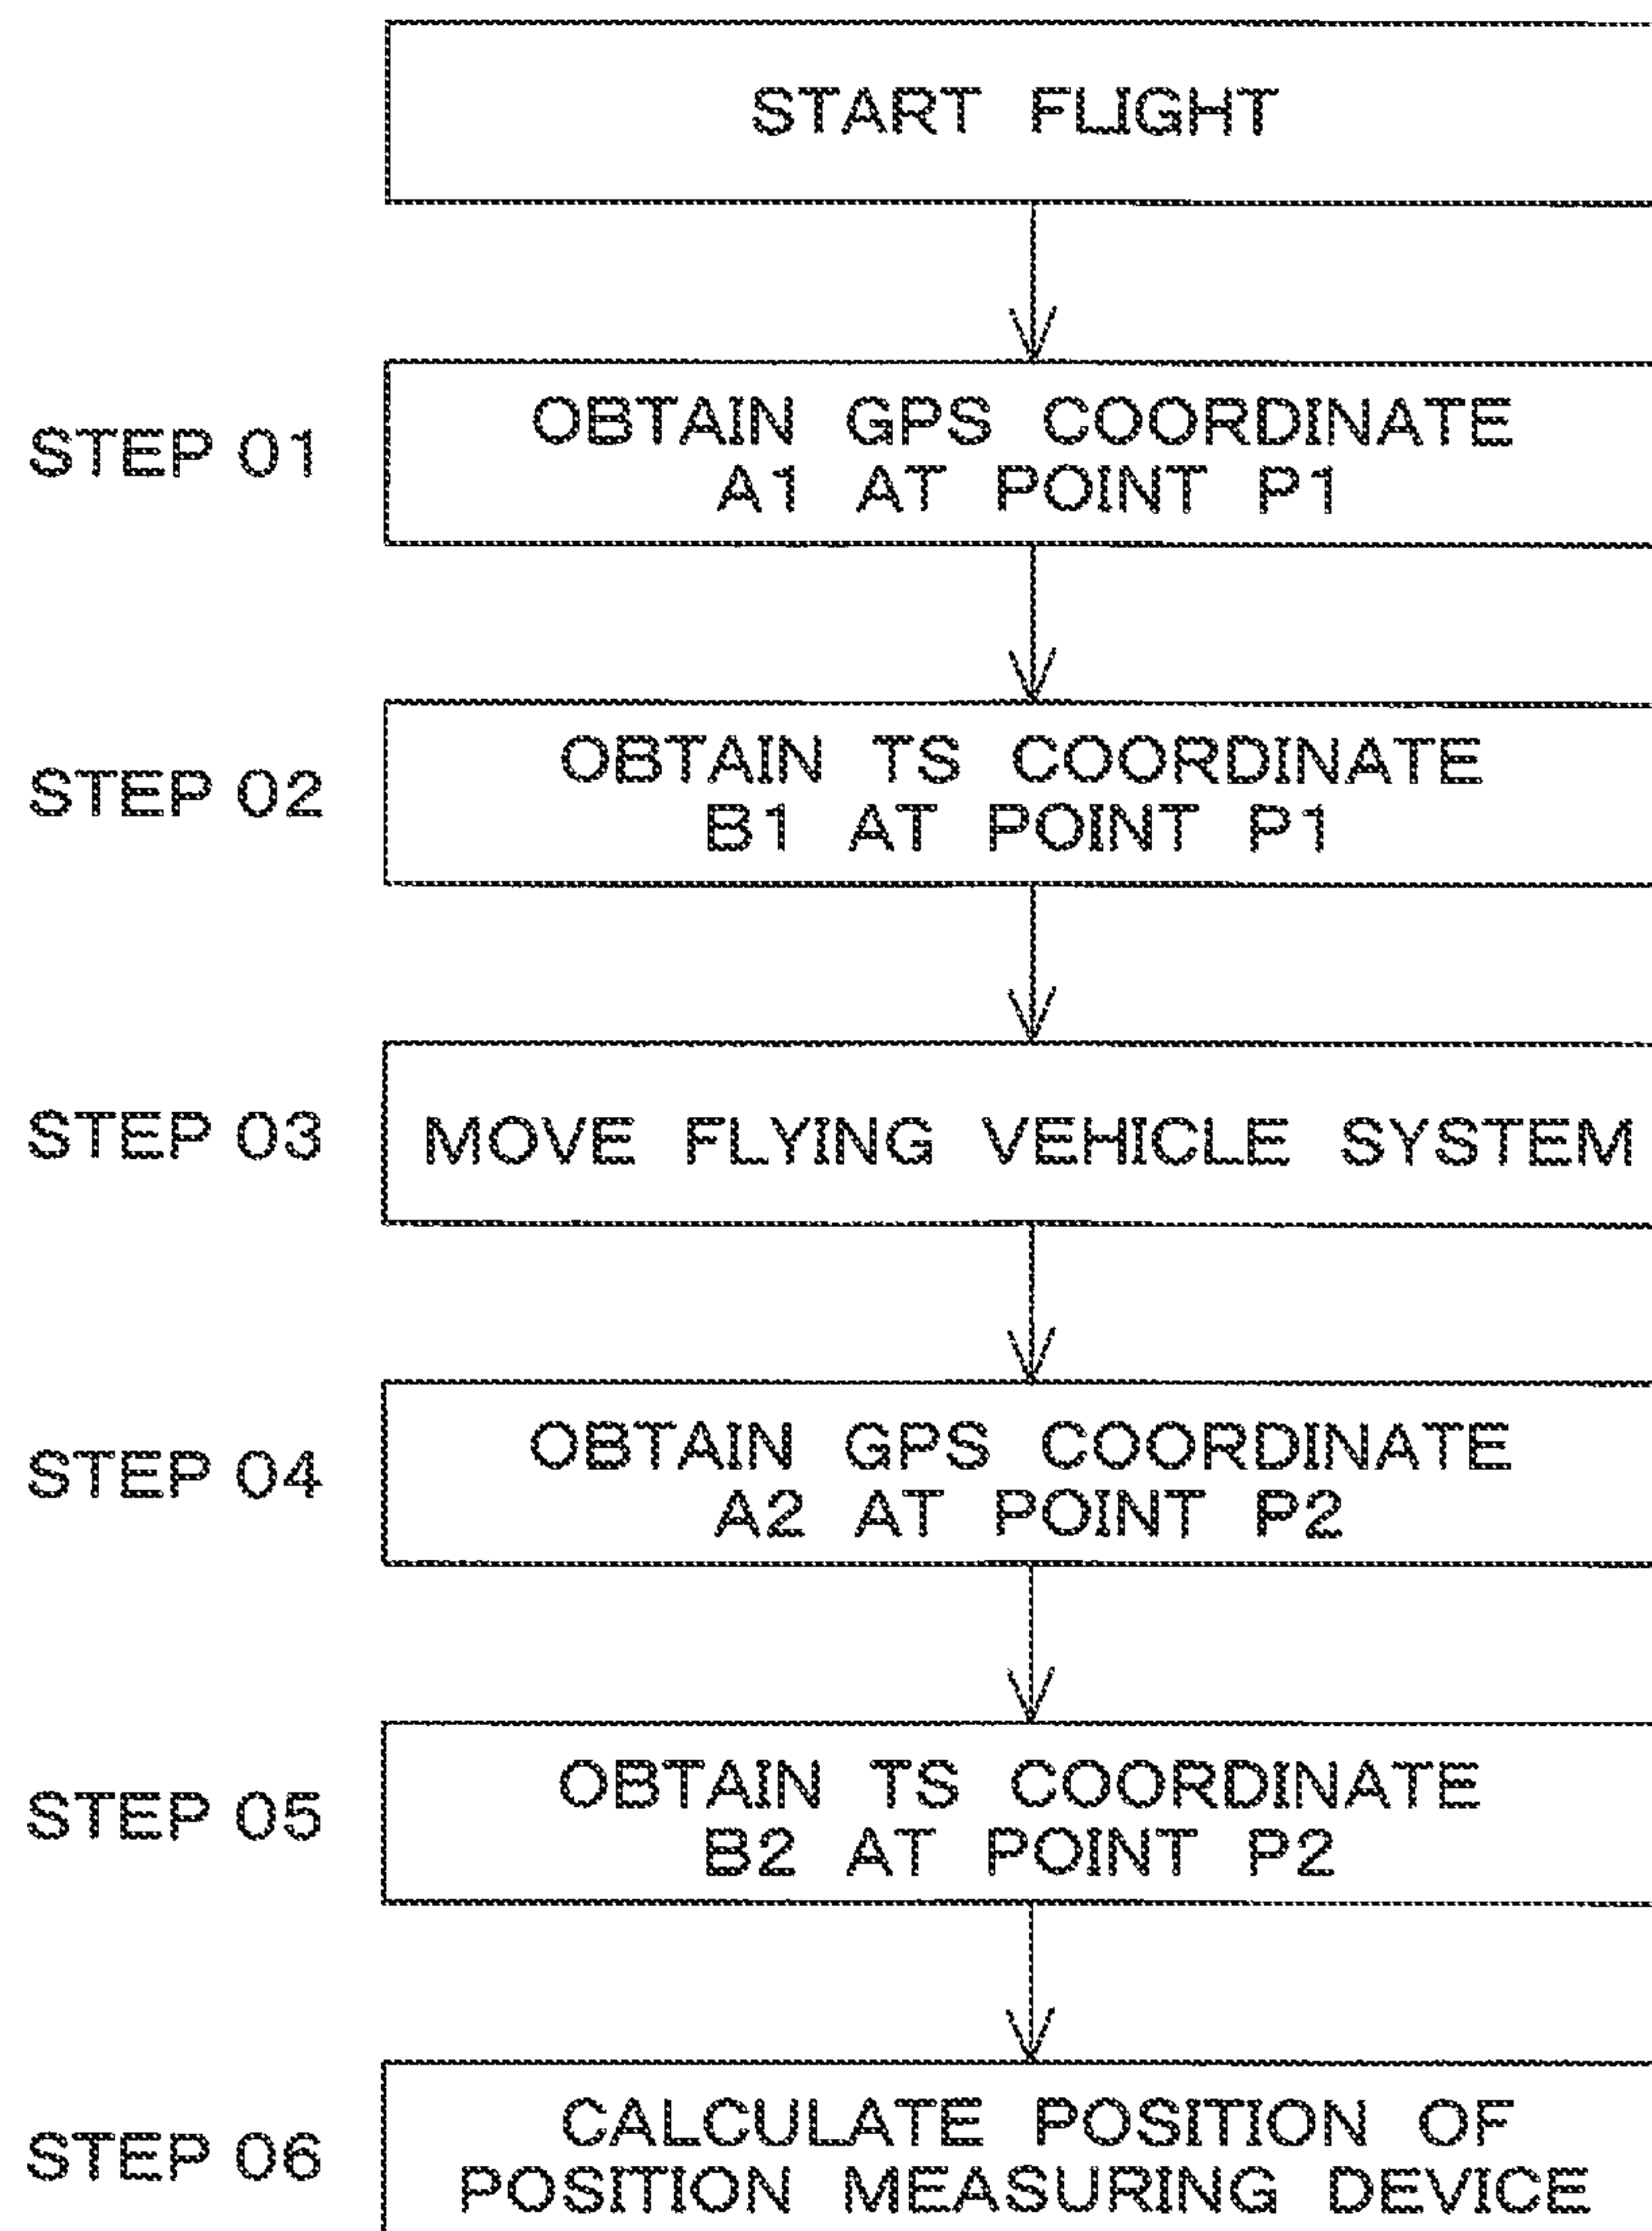 START FLIGHT
STEP 01
OBTAIN GPS COORDINATE
A1 AT POINT P1
STEP 02
OBTAIN TS COORDINATE
B1 AT POINT P1
STEP 03
MOVE FLYING VEHICLE SYSTEM
STEP 04
OBTAIN GPS COORDINATE
A2 AT POINT P2
STEP 05
OBTAIN TS COORDINATE
B2 AT POINT P2
STEP 06
CALCULATE POSITION OF
POSITION MEASURING DEVICE